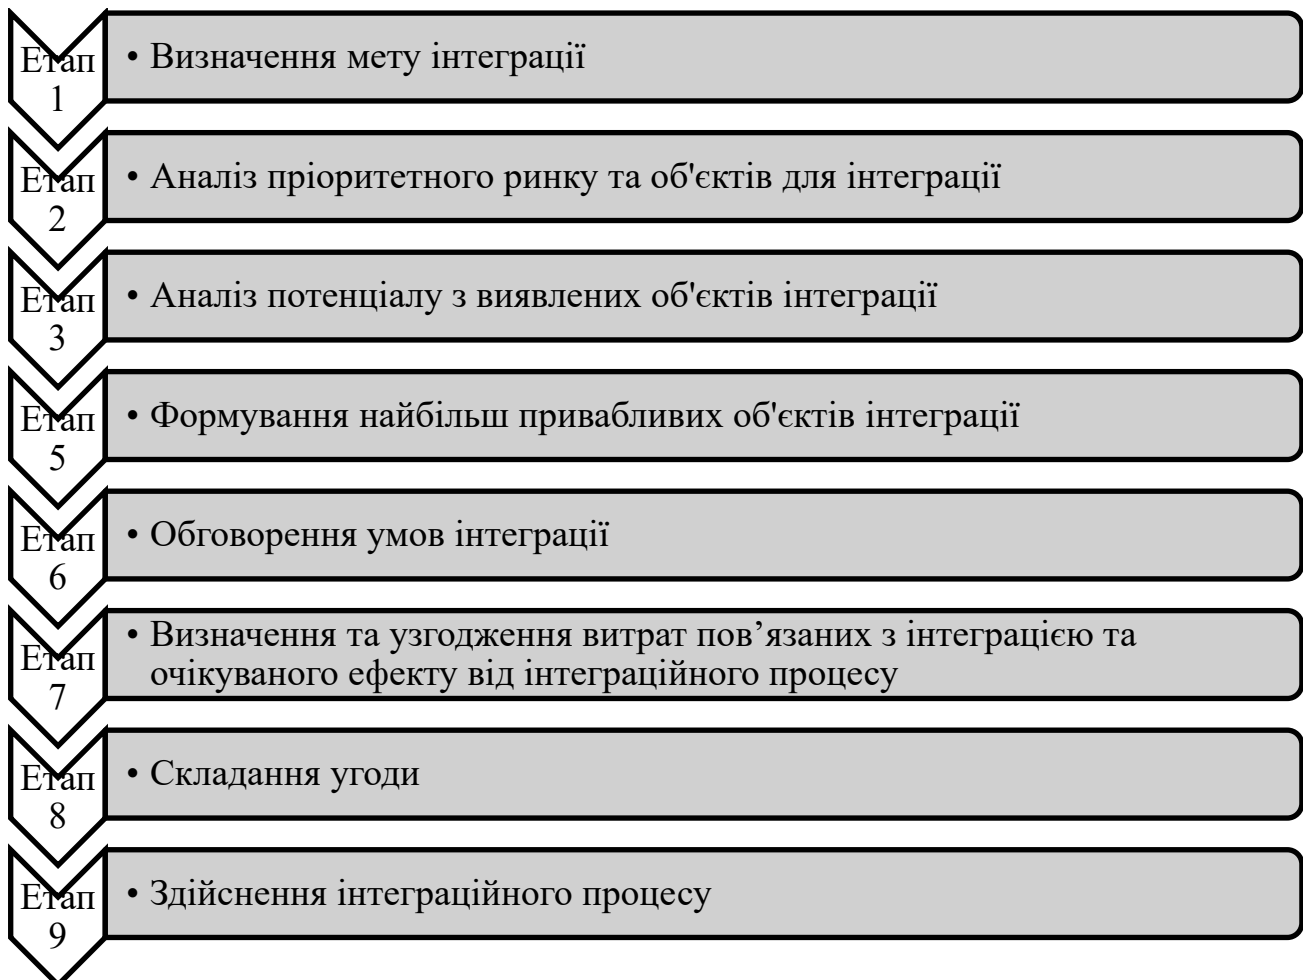 Етап
1
• Визначення мету інтеграції
Етап
2
• Аналіз пріоритетного ринку та об'єктів для інтеграції
Етап
3
• Аналіз потенціалу з виявлених об'єктів інтеграції
Етап
5
• Формування найбільш привабливих об'єктів інтеграції
Етап
6
• Обговорення умов інтеграції
Етап
7
• Визначення та узгодження витрат пов’язаних з інтеграцією та
очікуваного ефекту від інтеграційного процесу
Етап
8
• Складання угоди
Етап
9
• Здійснення інтеграційного процесу